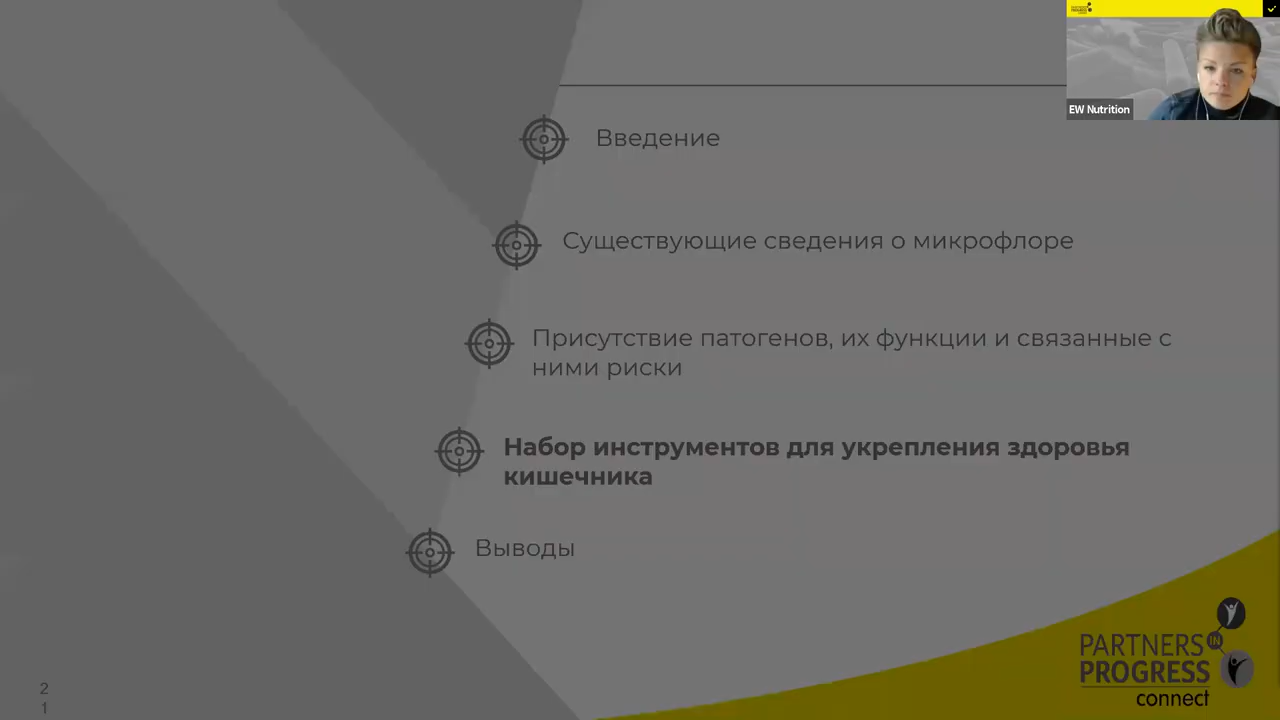 EW Nutrition
Введение
Существующие сведения о микрофлоре
Присутствие патогенов, их функции и связанные с
ними риски
Набор инструментов для укрепления здоровья
кишечника
Выводы
PARTNERS
IN
PROGRESS
connect
2
1